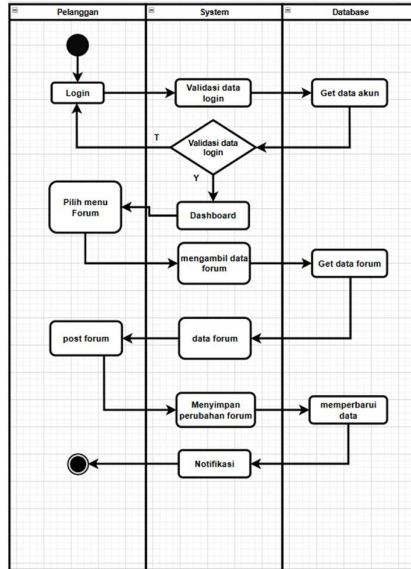 Pelanggan
System
Database
Login
Validasi data
login
Get data akun
Validasi data
login
T
Y
Pilih menu
Forum
Dashboard
mengambil data
forum
Get data forum
post forum
data forum
Menyimpan
perubahan forum
memperbarui
data
Notifikasi